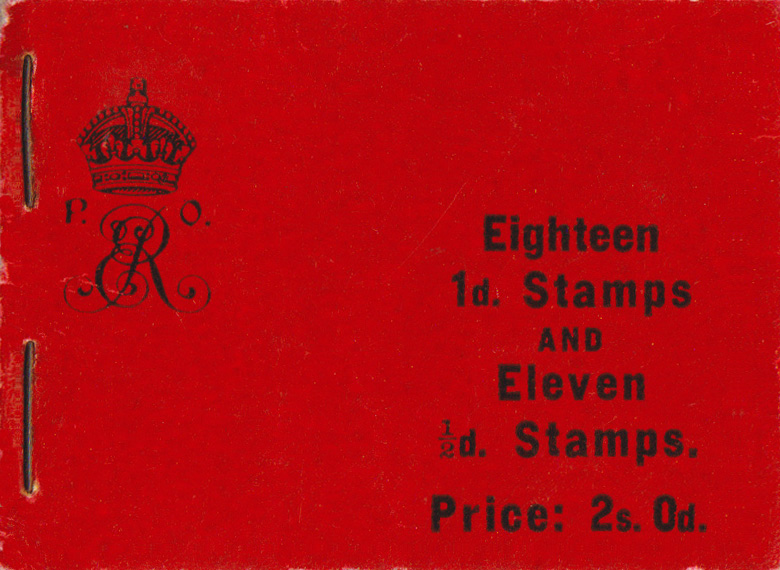 P. O.
ER
Eighteen
1d. Stamps
AND
Eleven
½d. Stamps.
Price: 2s. 0d.